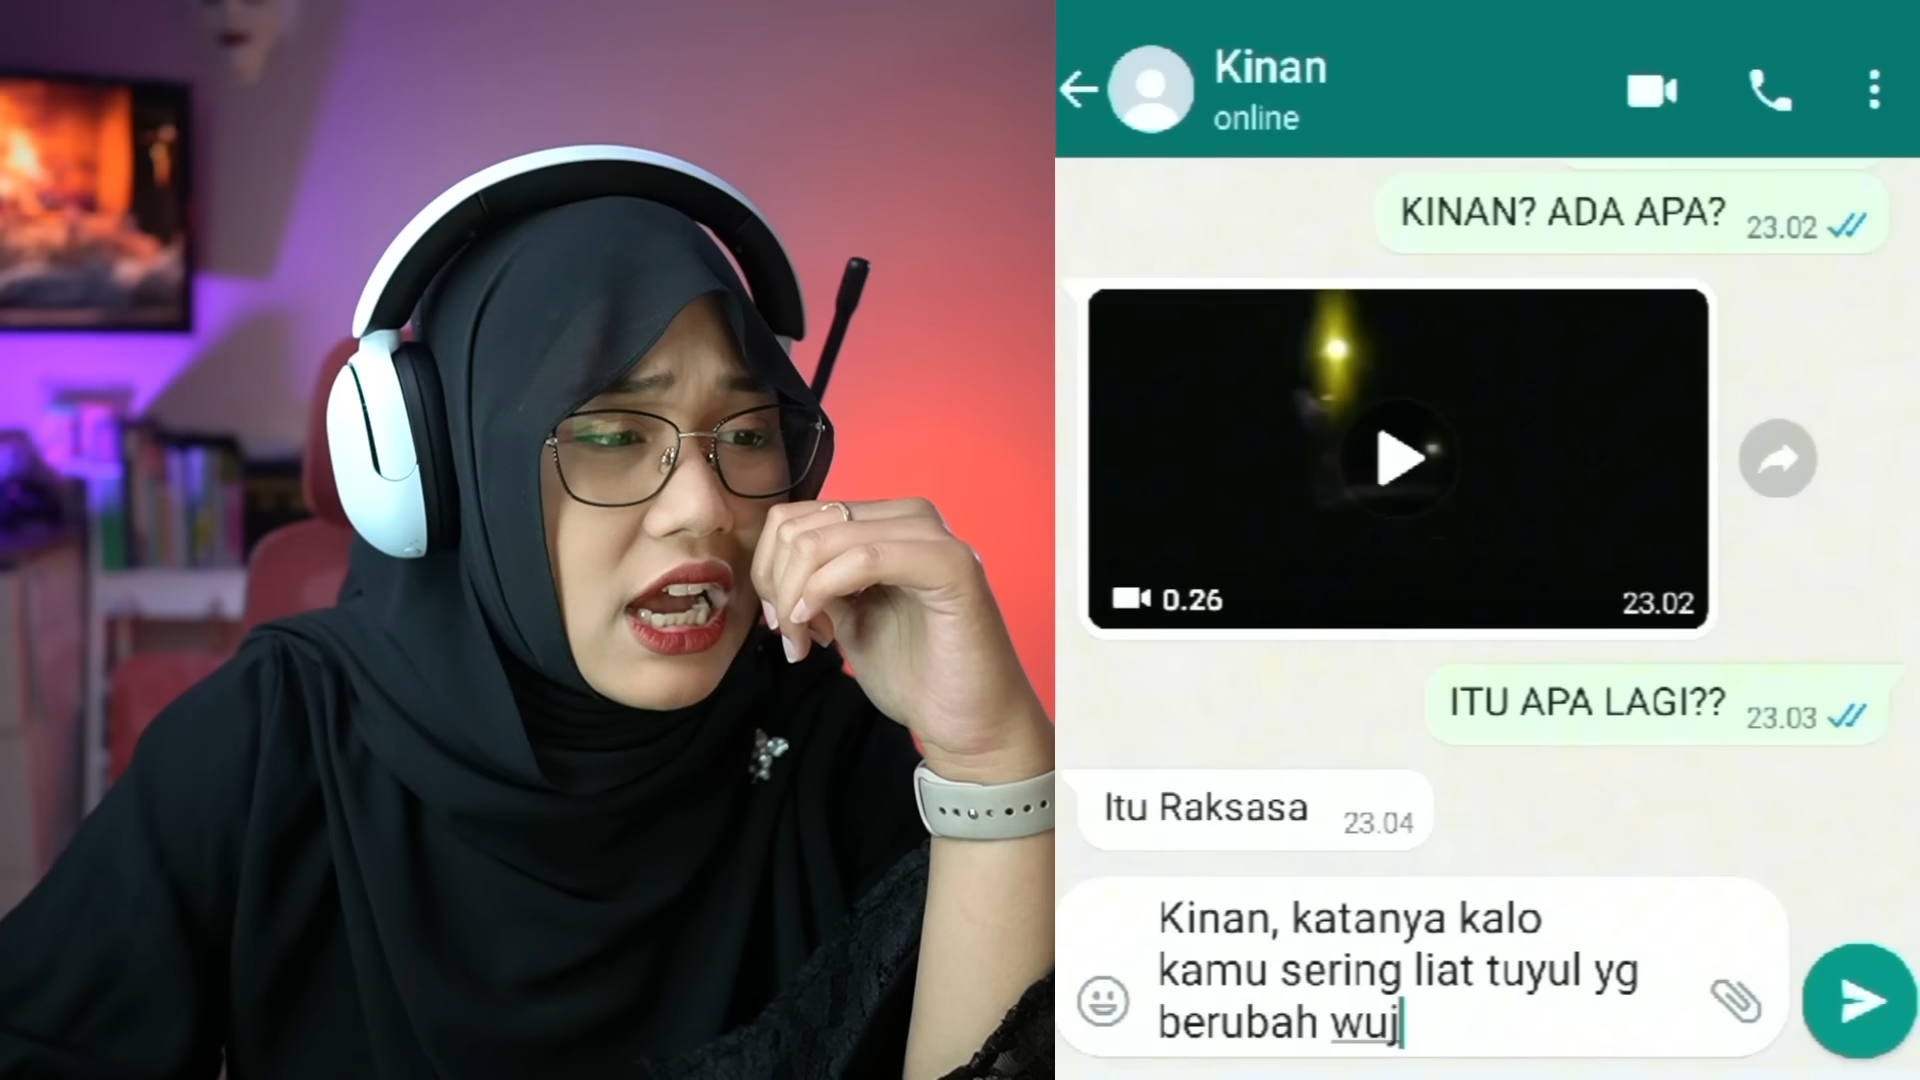 Kinan
online
KINAN? ADA APA? 23.02
0.26 23.02
ITU APA LAGI?? 23.03
Itu Raksasa 23.04
Kinan, katanya kalo
kamu sering liat tuyul yg
berubah wuj